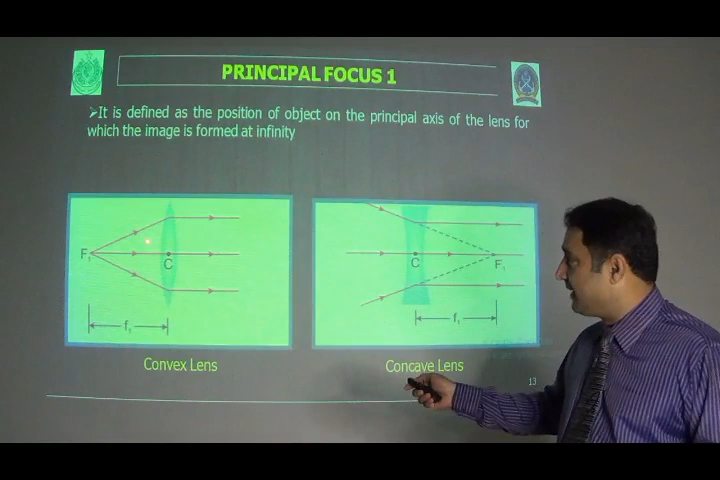 PRINCIPAL FOCUS 1
➤It is defined as the position of object on the principal axis of the lens for
which the image is formed at infinity
F₁
C
f₁
C
F₁
f₁
Convex Lens
Concave Lens
13